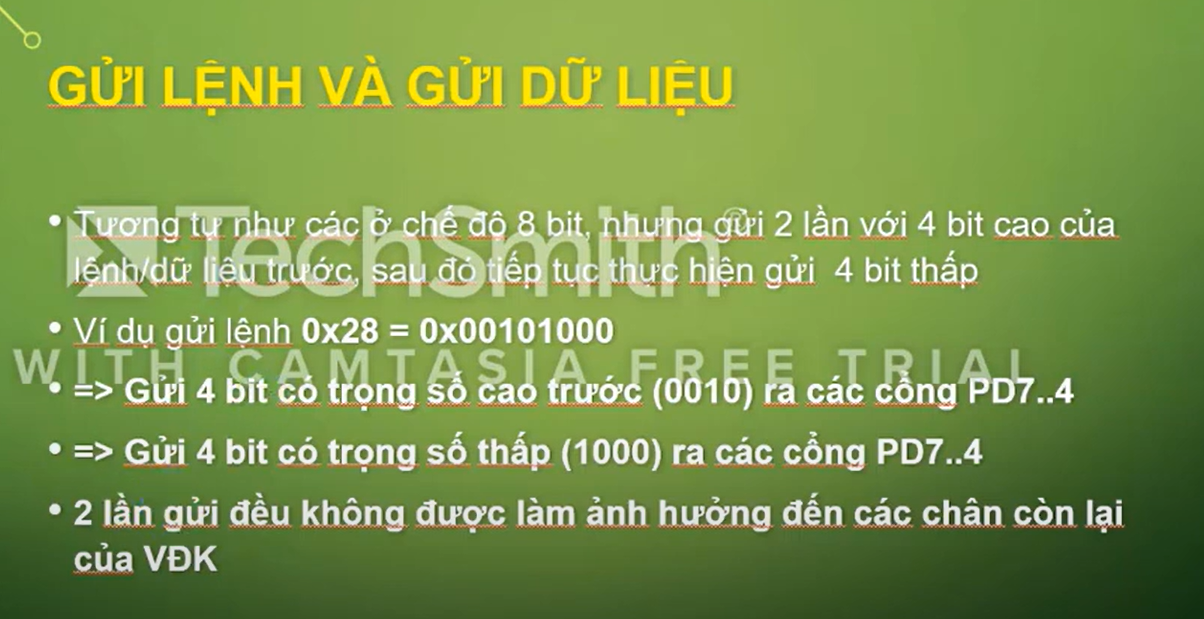 GỬI LỆNH VÀ GỬI DỮ LIỆU
• Tương tự như các ở chế độ 8 bit, nhưng gửi 2 lần với 4 bit cao của
lệnh/dữ liệu trước, sau đó tiếp tục thực hiện gửi 4 bit thấp
TechSmith®
• Ví dụ gửi lệnh 0x28 = 0x00101000
WITH CAMTASIA FREE TRIAL
• => Gửi 4 bit có trọng số cao trước (0010) ra các cổng PD7..4
• => Gửi 4 bit có trọng số thấp (1000) ra các cổng PD7..4
• 2 lần gửi đều không được làm ảnh hưởng đến các chân còn lại
của VĐK